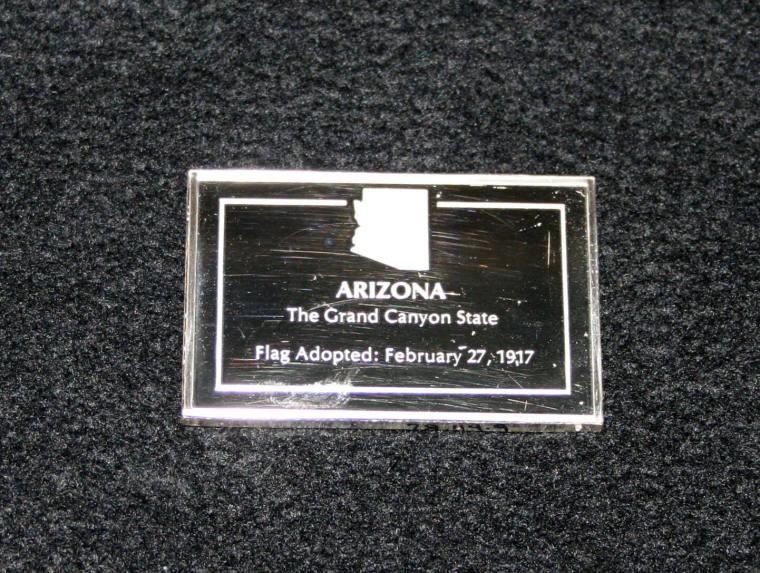 ARIZONA
The Grand Canyon State
Flag Adopted: February 27, 1917